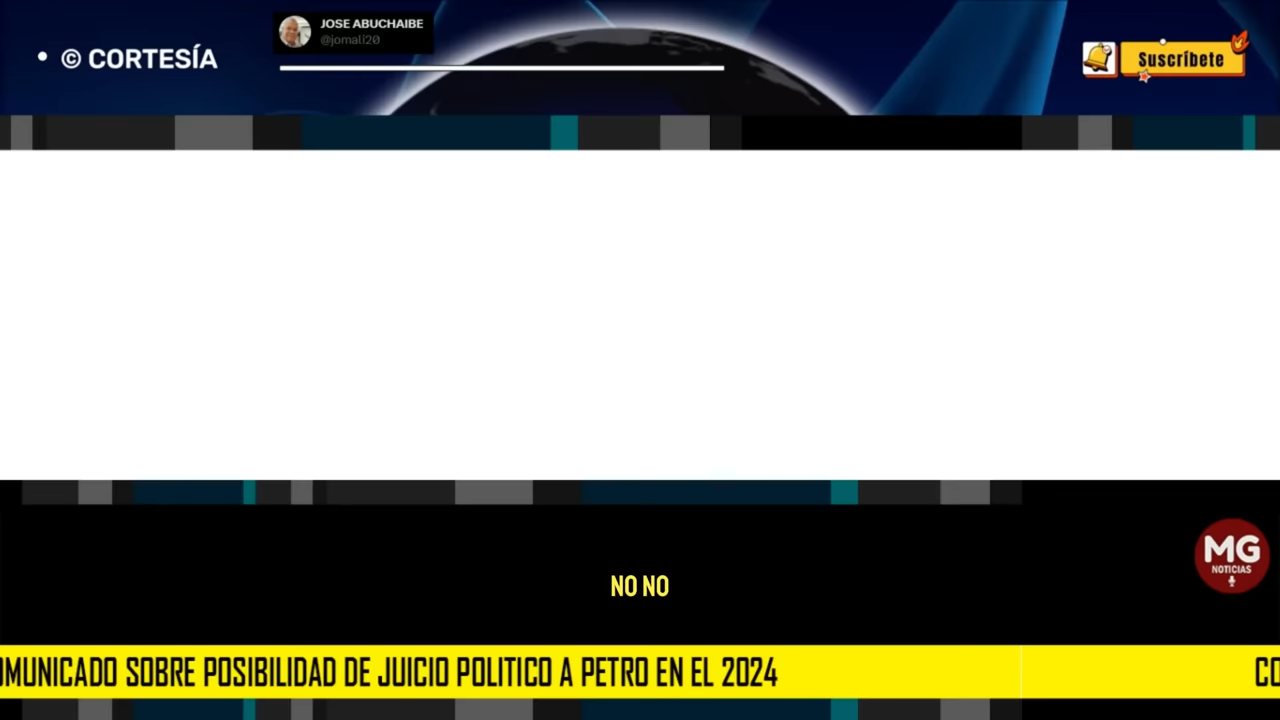 JOSE ABUCHAIBE
@jomali20
• © CORTESÍA
Suscríbete
MG
NOTICIAS
NO NO
OMUNICADO SOBRE POSIBILIDAD DE JUICIO POLITICO A PETRO EN EL 2024
CO